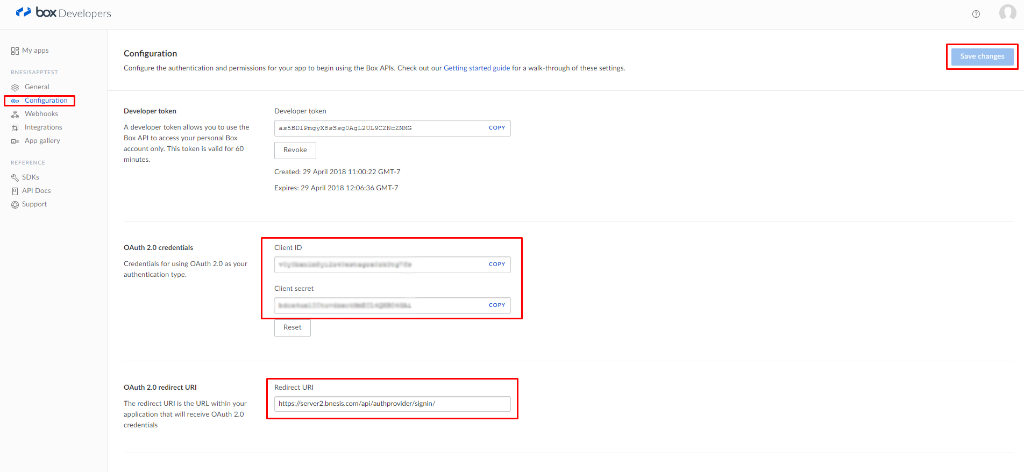 box Developers
My apps
BNESISAPPTEST
General
Configuration
Webhooks
Integrations
App gallery
REFERENCE
SDKs
API Docs
Support
Configuration
Configure the authentication and permissions for your app to begin using the Box APIs. Check out our Getting started guide for a walk-through of these settings.
Save changes
Developer token
A developer token allows you to use the
Box API to access your personal Box
account only. This token is valid for 60
minutes.
Developer token
COPY
Revoke
Created: 29 April 2018 11:00:22 GMT-7
Expires: 29 April 2018 12:06:36 GMT-7
OAuth 2.0 credentials
Credentials for using OAuth 2.0 as your
authentication type.
Client ID
COPY
Client secret
COPY
Reset
OAuth 2.0 redirect URI
The redirect URI is the URL within your
application that will receive OAuth 2.0
credentials
Redirect URI
https://server2.bnesis.com/api/authprovider/signin/